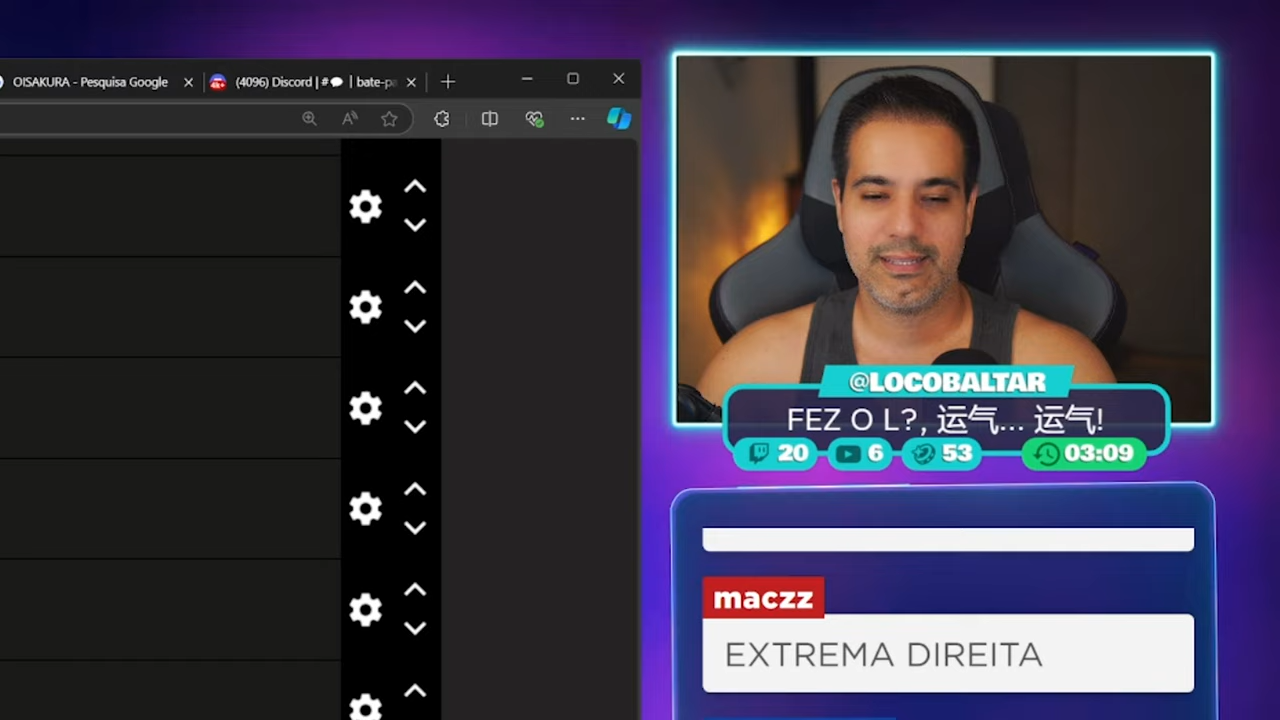 OISAKURA - Pesquisa Google
(4096) Discord | #💬 | bate-pa
@LOCOBALTAR
FEZ O L?, 运气... 运气!
20 6 53 03:09
maczz
EXTREMA DIREITA